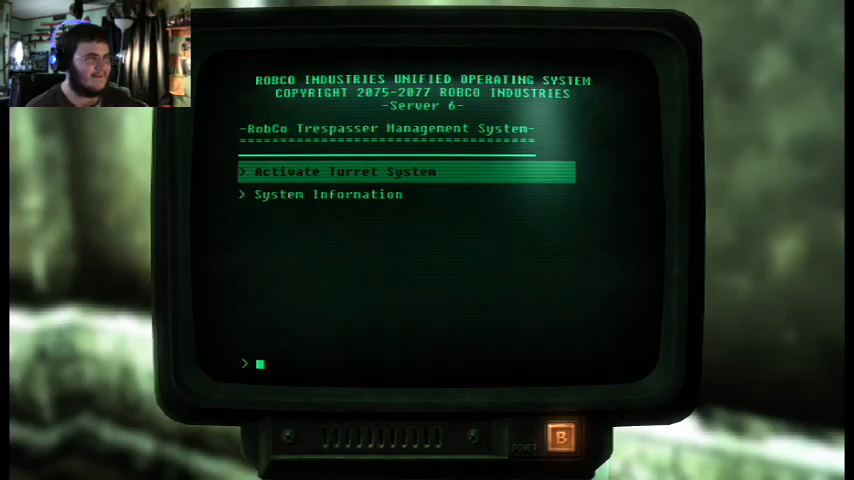 ROBCO INDUSTRIES UNIFIED OPERATING SYSTEM
COPYRIGHT 2075-2077 ROBCO INDUSTRIES
-Server 6-
-RobCo Trespasser Management System-
====================================
> Activate Turret System
> System Information
>
POWER
B